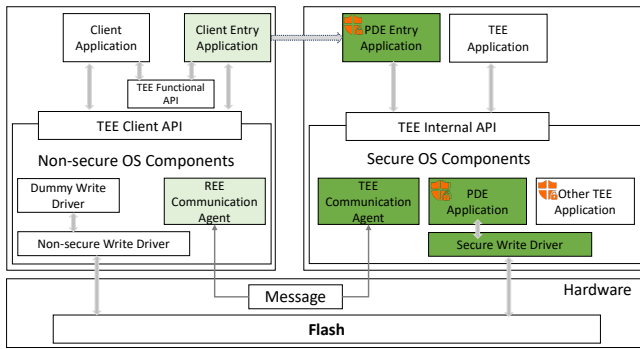 Client
Application
Client Entry
Application
PDE Entry
Application
TEE
Application
TEE Functional
API
TEE Client API
TEE Internal API
Non-secure OS Components
Secure OS Components
Dummy Write
Driver
REE
Communication
Agent
TEE
Communication
Agent
PDE
Application
Other TEE
Application
Non-secure Write Driver
Secure Write Driver
Hardware
Message
Flash